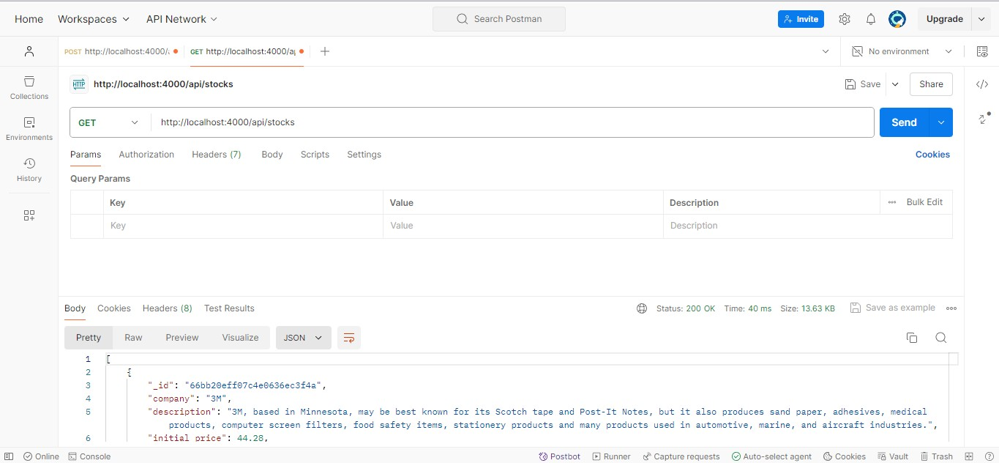 Home Workspaces API Network Search Postman Invite Upgrade
POST http://localhost:4000/ GET http://localhost:4000/a No environment
HTTP http://localhost:4000/api/stocks Save Share
Collections
GET http://localhost:4000/api/stocks Send
Environments
Params Authorization Headers (7) Body Scripts Settings Cookies
History
Query Params
Key Value Description Bulk Edit
Key Value Description
Body Cookies Headers (8) Test Results Status: 200 OK Time: 40 ms Size: 13.63 KB Save as example
Pretty Raw Preview Visualize JSON
1 [
2 {
3 "_id": "66bb20eff07c4e0636ec3f4a",
4 "company": "3M",
5 "description": "3M, based in Minnesota, may be best known for its Scotch tape and Post-It Notes, but it also produces sand paper, adhesives, medical
products, computer screen filters, food safety items, stationery products and many products used in automotive, marine, and aircraft industries.",
6 "initial_price": 44.28,
Online Console Postbot Runner Capture requests Auto-select agent Cookies Vault Trash